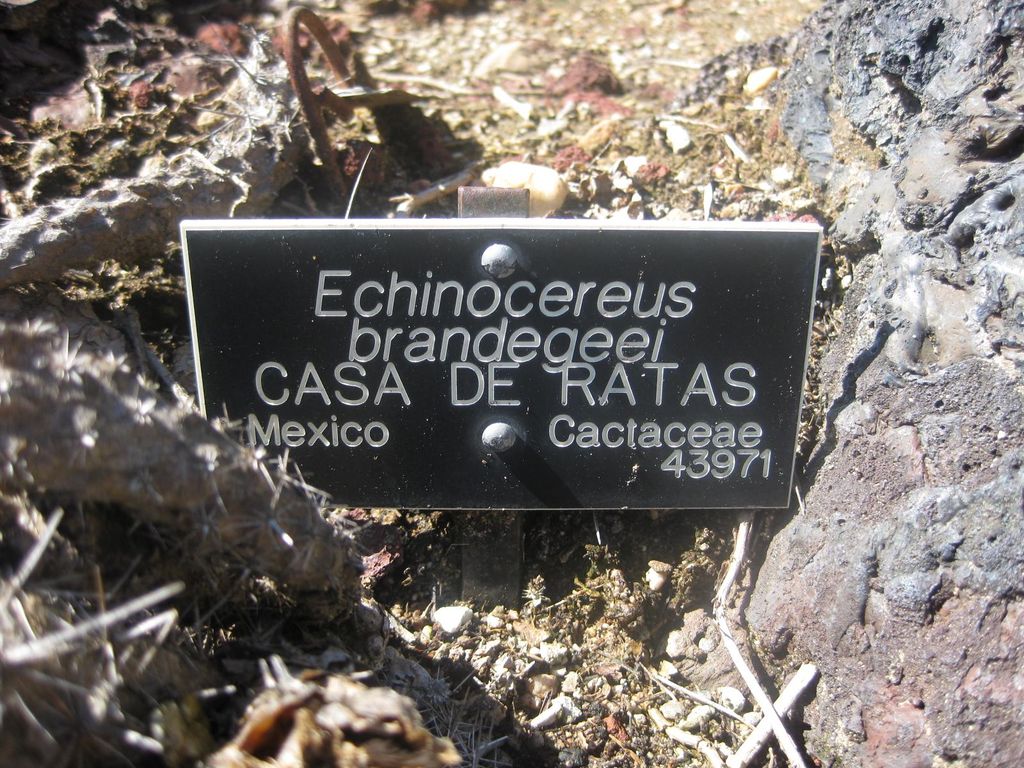 Echinocereus
brandegeei
CASA DE RATAS
Mexico Cactaceae
43971